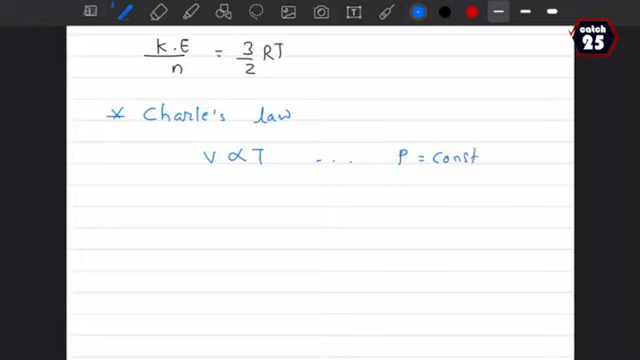 catch 25
K.E / n = 3/2 RT
* Charle's law
V ∝ T ... P = const